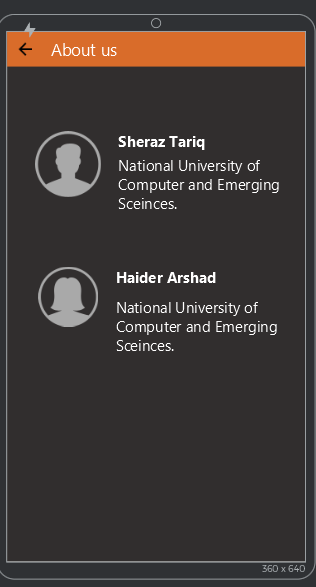 About us
Sheraz Tariq
National University of
Computer and Emerging
Sceinces.
Haider Arshad
National University of
Computer and Emerging
Sceinces.
360 x 640